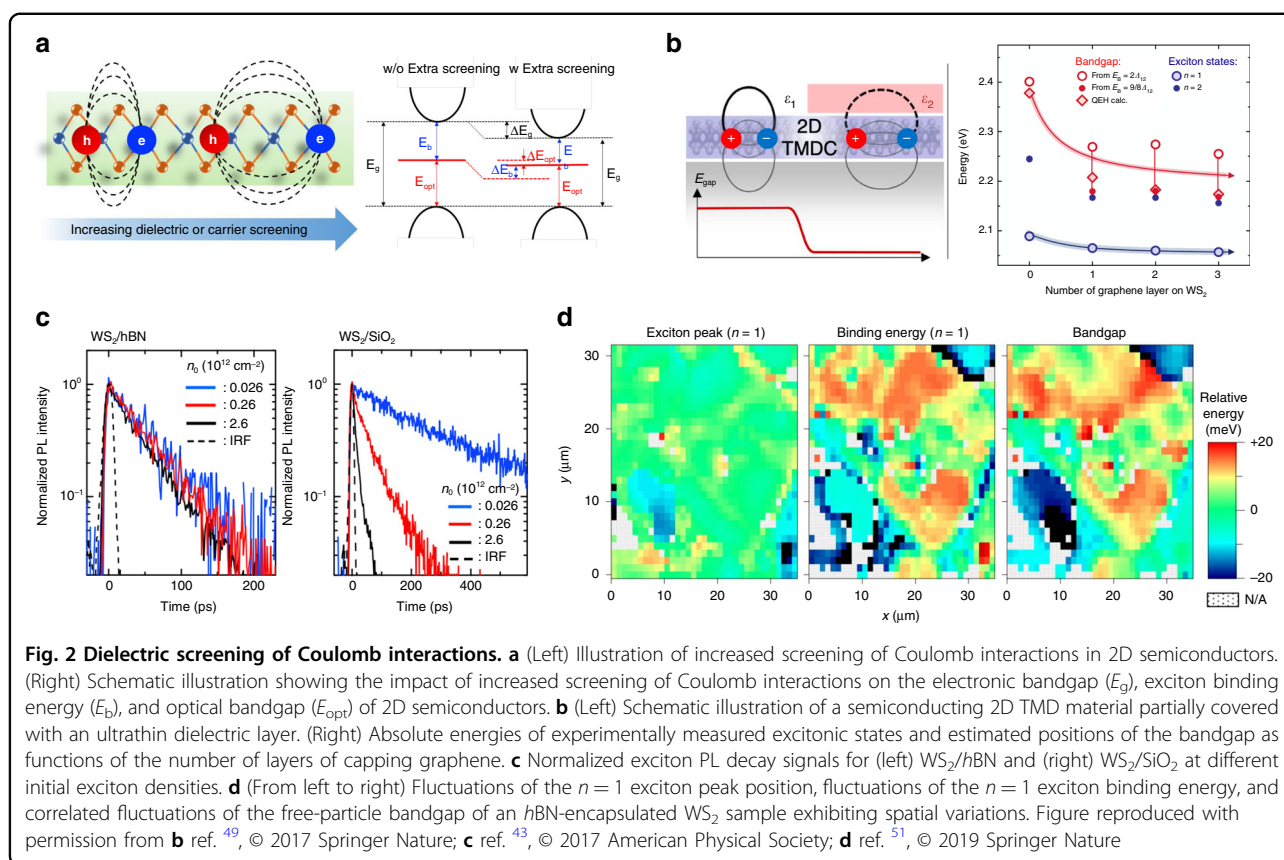 a
w/o Extra screening w Extra screening
h e h e
ΔEg
Eb
E
b
ΔEopt
ΔEb
Eg
Eopt
Eopt
Eg
Increasing dielectric or carrier screening
b
ε1
ε2
+ − + −
2D
TMDC
Egap
Bandgap: Exciton states:
From EB = 2Δ12 n = 1
From EB = 9/8Δ12 n = 2
QEH calc.
Energy (eV)
2.4
2.3
2.2
2.1
0 1 2 3
Number of graphene layer on WS2
c
WS2/hBN
n0 (10^12 cm−2)
: 0.026
: 0.26
: 2.6
: IRF
Normalized PL intensity
10^0
10^−1
0 100 200
Time (ps)
WS2/SiO2
n0 (10^12 cm−2)
: 0.026
: 0.26
: 2.6
: IRF
Normalized PL intensity
10^0
10^−1
0 200 400
Time (ps)
d
Exciton peak (n = 1) Binding energy (n = 1) Bandgap
y (μm)
30
20
10
0
0 10 20 30 0 10 20 30 0 10 20 30
x (μm)
Relative
energy
(meV)
+20
0
−20
N/A
Fig. 2 Dielectric screening of Coulomb interactions. a (Left) Illustration of increased screening of Coulomb interactions in 2D semiconductors.
(Right) Schematic illustration showing the impact of increased screening of Coulomb interactions on the electronic bandgap (Eg), exciton binding
energy (Eb), and optical bandgap (Eopt) of 2D semiconductors. b (Left) Schematic illustration of a semiconducting 2D TMD material partially covered
with an ultrathin dielectric layer. (Right) Absolute energies of experimentally measured excitonic states and estimated positions of the bandgap as
functions of the number of layers of capping graphene. c Normalized exciton PL decay signals for (left) WS2/hBN and (right) WS2/SiO2 at different
initial exciton densities. d (From left to right) Fluctuations of the n = 1 exciton peak position, fluctuations of the n = 1 exciton binding energy, and
correlated fluctuations of the free-particle bandgap of an hBN-encapsulated WS2 sample exhibiting spatial variations. Figure reproduced with
permission from b ref. 49, © 2017 Springer Nature; c ref. 43, © 2017 American Physical Society; d ref. 51, © 2019 Springer Nature